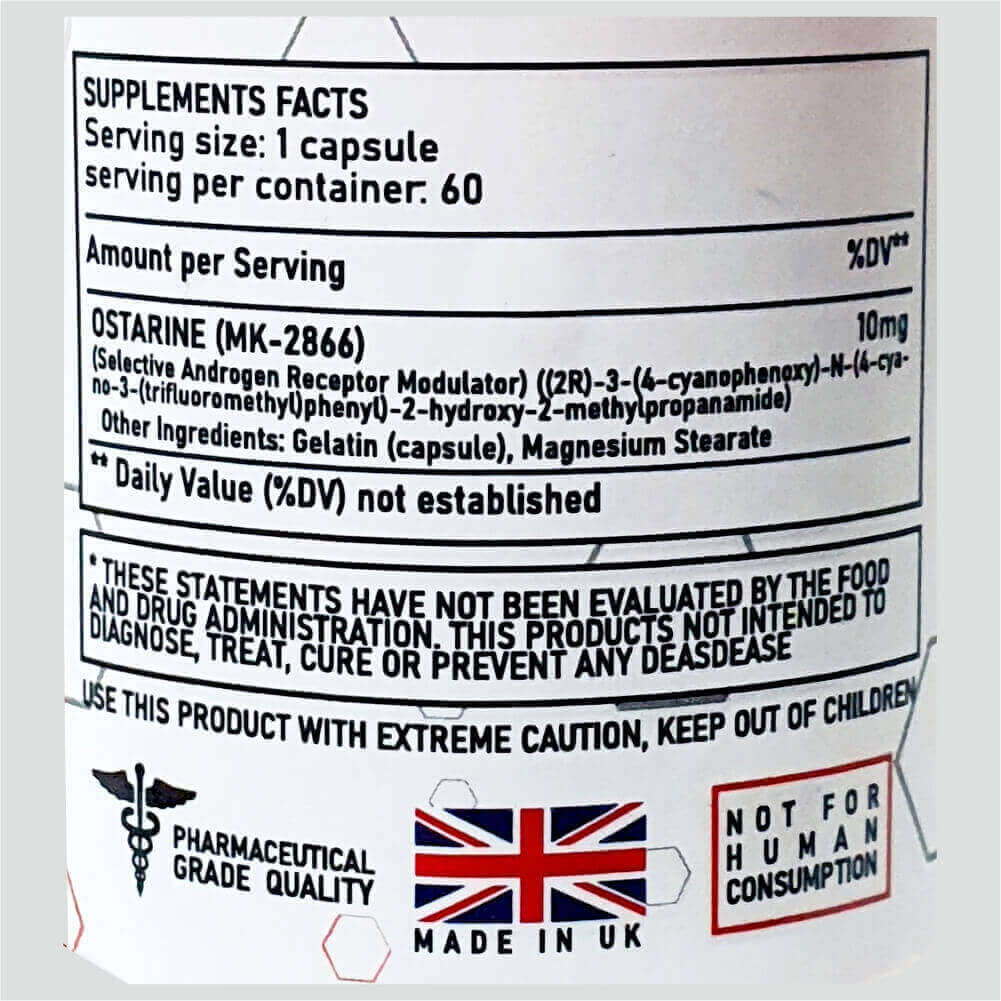 SUPPLEMENTS FACTS
Serving size: 1 capsule
serving per container: 60
Amount per Serving %DV**
OSTARINE (MK-2866) 10mg
(Selective Androgen Receptor Modulator) ((2R)-3-(4-cyanophenoxy)-N-(4-cya-
no-3-(trifluoromethyl)phenyl)-2-hydroxy-2-methylpropanamide)
Other Ingredients: Gelatin (capsule), Magnesium Stearate
** Daily Value (%DV) not established
* THESE STATEMENTS HAVE NOT BEEN EVALUATED BY THE FOOD
AND DRUG ADMINISTRATION. THIS PRODUCTS NOT INTENDED TO
DIAGNOSE, TREAT, CURE OR PREVENT ANY DEASDEASE
USE THIS PRODUCT WITH EXTREME CAUTION, KEEP OUT OF CHILDREN
PHARMACEUTICAL
GRADE QUALITY
MADE IN UK
NOT FOR
HUMAN
CONSUMPTION